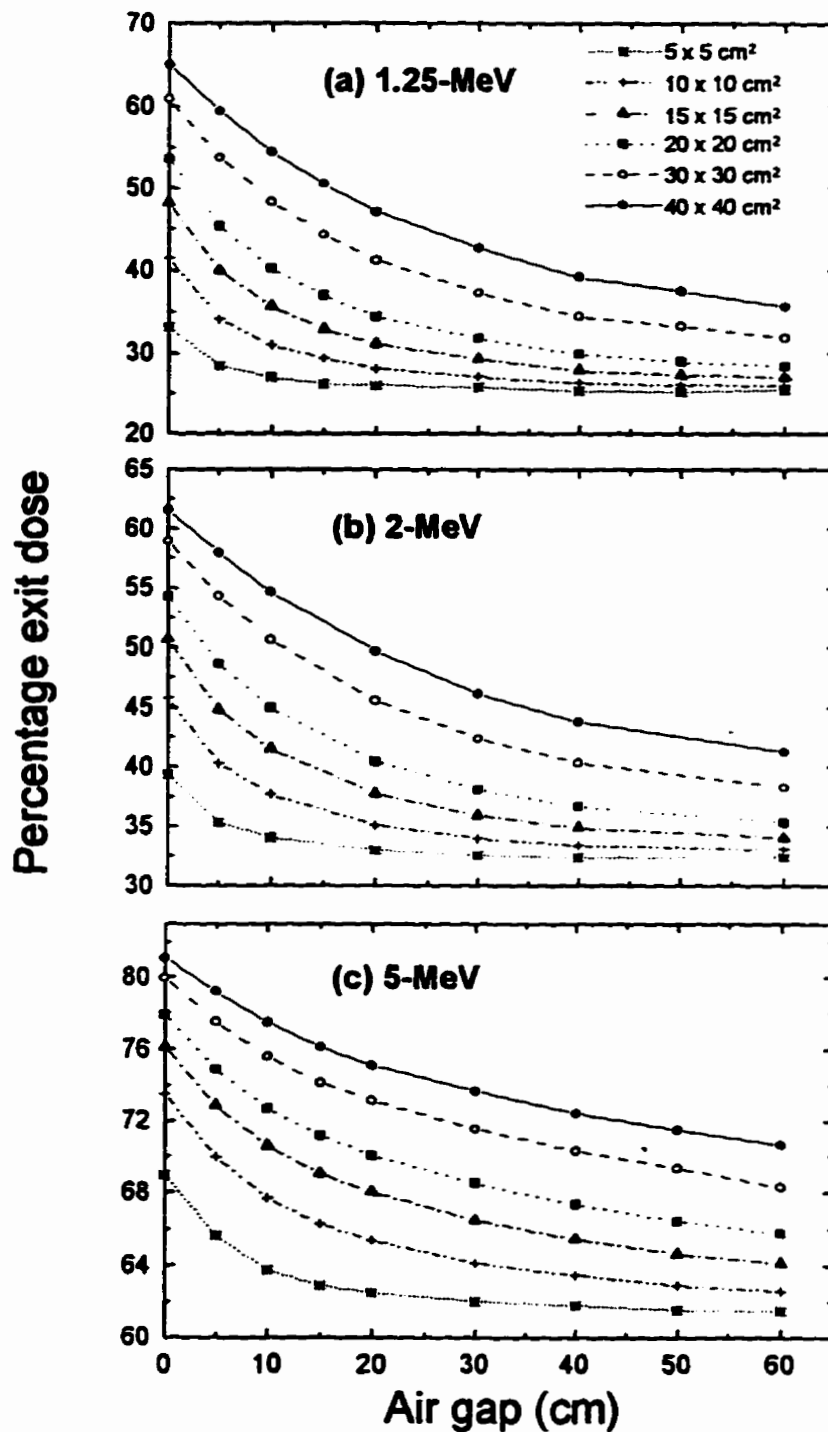 Percentage exit dose
70
60
50
40
30
20
(a) 1.25-MeV
5 x 5 cm²
10 x 10 cm²
15 x 15 cm²
20 x 20 cm²
30 x 30 cm²
40 x 40 cm²
65
60
55
50
45
40
35
30
(b) 2-MeV
80
76
72
68
64
60
(c) 5-MeV
0 10 20 30 40 50 60
Air gap (cm)